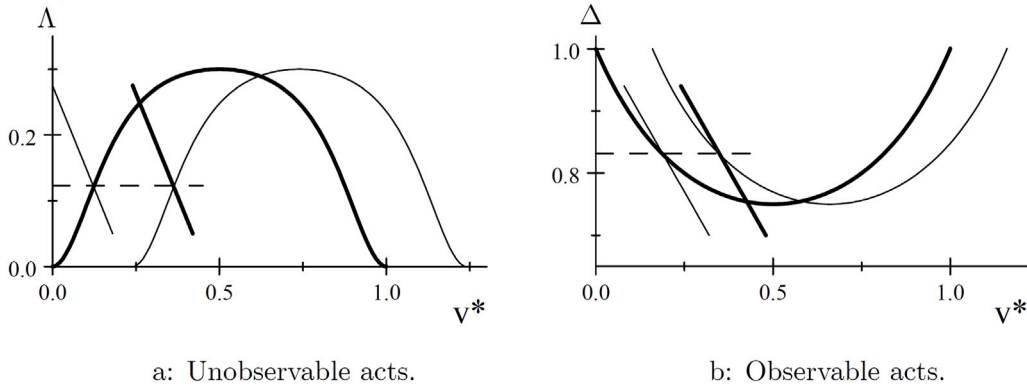 Λ
0.2
0.0
0.0 0.5 1.0
v*
a: Unobservable acts.
Δ
1.0
0.8
0.0 0.5 1.0
v*
b: Observable acts.